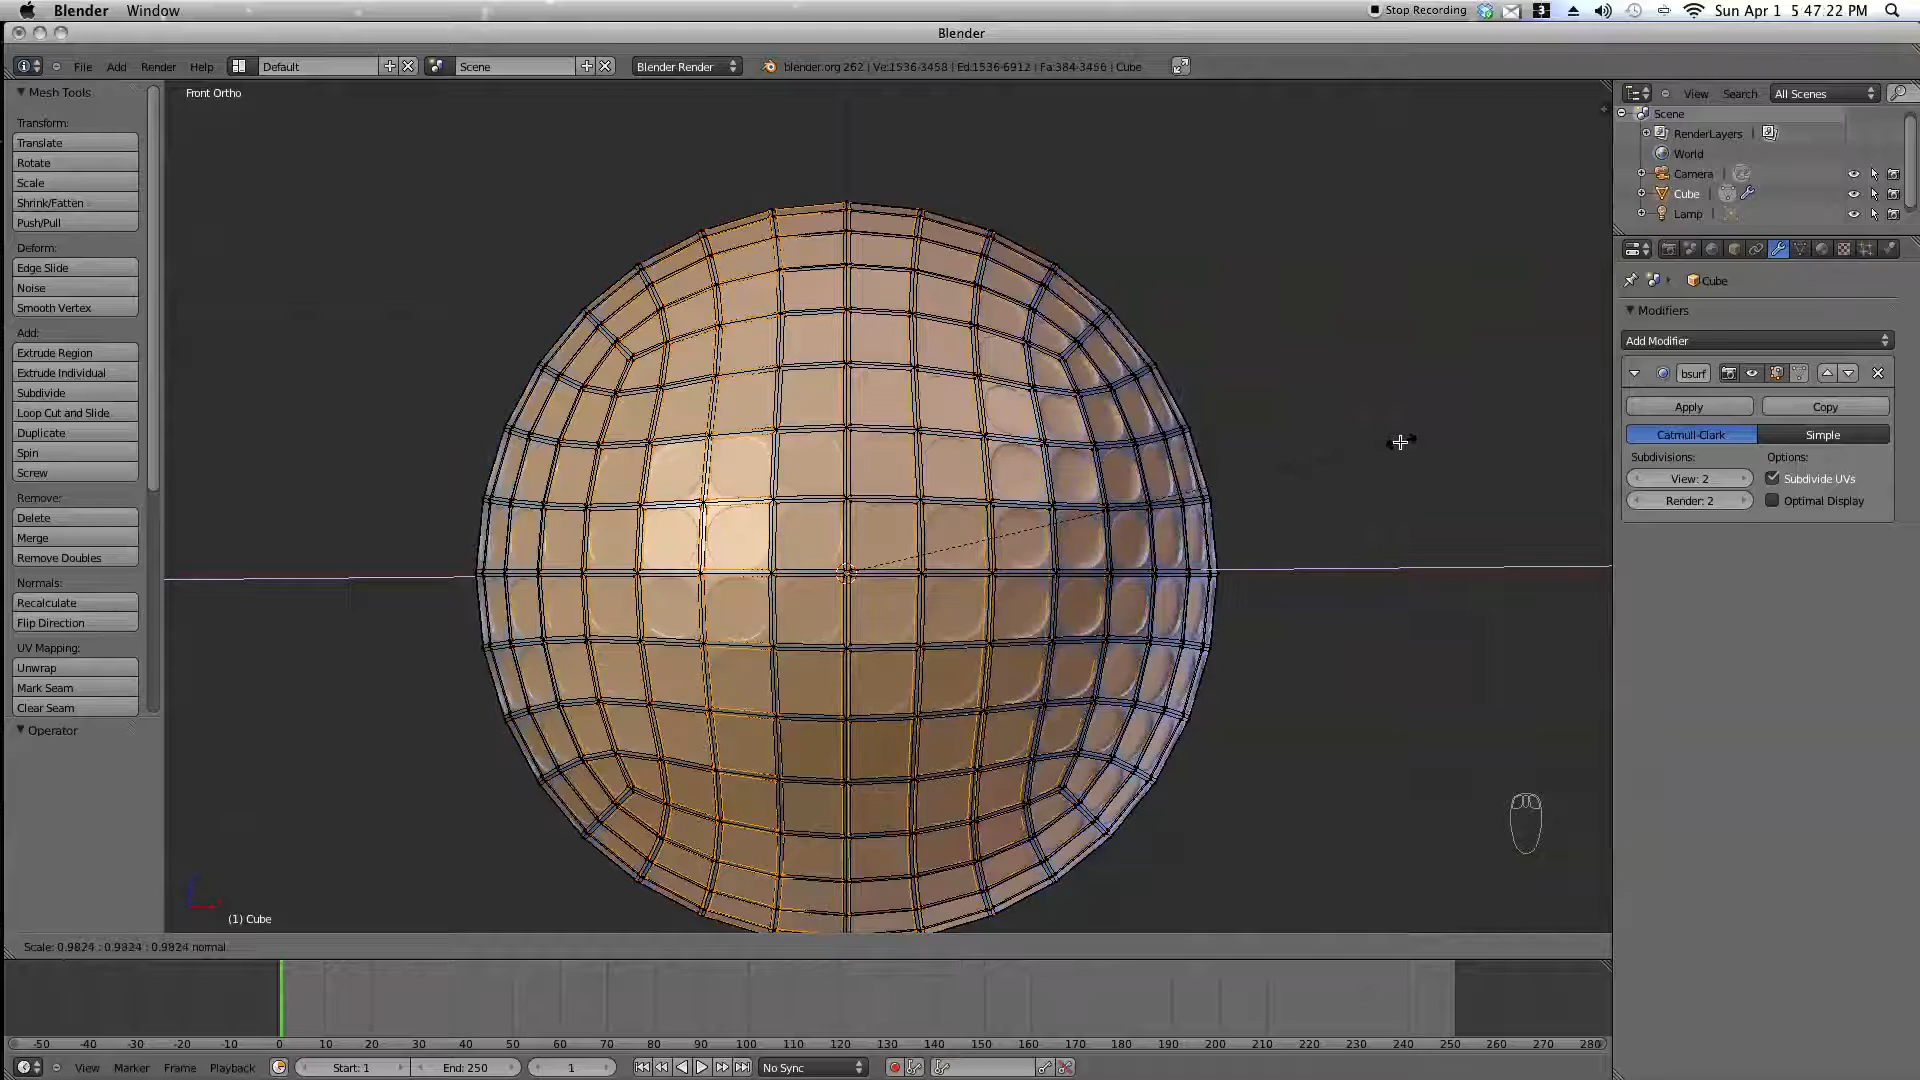 Blender Window
Stop Recording
3
Sun Apr 1 5:47:22 PM
Blender
File Add Render Help
Default
Scene
Blender Render
blender.org 262 | Ve:1536-3458 | Ed:1536-6912 | Fa:384-3456 | Cube
Mesh Tools
Transform:
Translate
Rotate
Scale
Shrink/Fatten
Push/Pull
Deform:
Edge Slide
Noise
Smooth Vertex
Add:
Extrude Region
Extrude Individual
Subdivide
Loop Cut and Slide
Duplicate
Spin
Screw
Remove:
Delete
Merge
Remove Doubles
Normals:
Recalculate
Flip Direction
UV Mapping:
Unwrap
Mark Seam
Clear Seam
Operator
Front Ortho
(1) Cube
Scale: 0.9824 : 0.9824 : 0.9824 normal
View Search All Scenes
Scene
RenderLayers
World
Camera
Cube
Lamp
Cube
Modifiers
Add Modifier
bsurf
Apply Copy
Catmull-Clark Simple
Subdivisions: Options:
View: 2 Subdivide UVs
Render: 2 Optimal Display
-50 -40 -30 -20 -10 0 10 20 30 40 50 60 70 80 90 100 110 120 130 140 150 160 170 180 190 200 210 220 230 240 250 260 270 280
View Marker Frame Playback
Start: 1
End: 250
1
No Sync